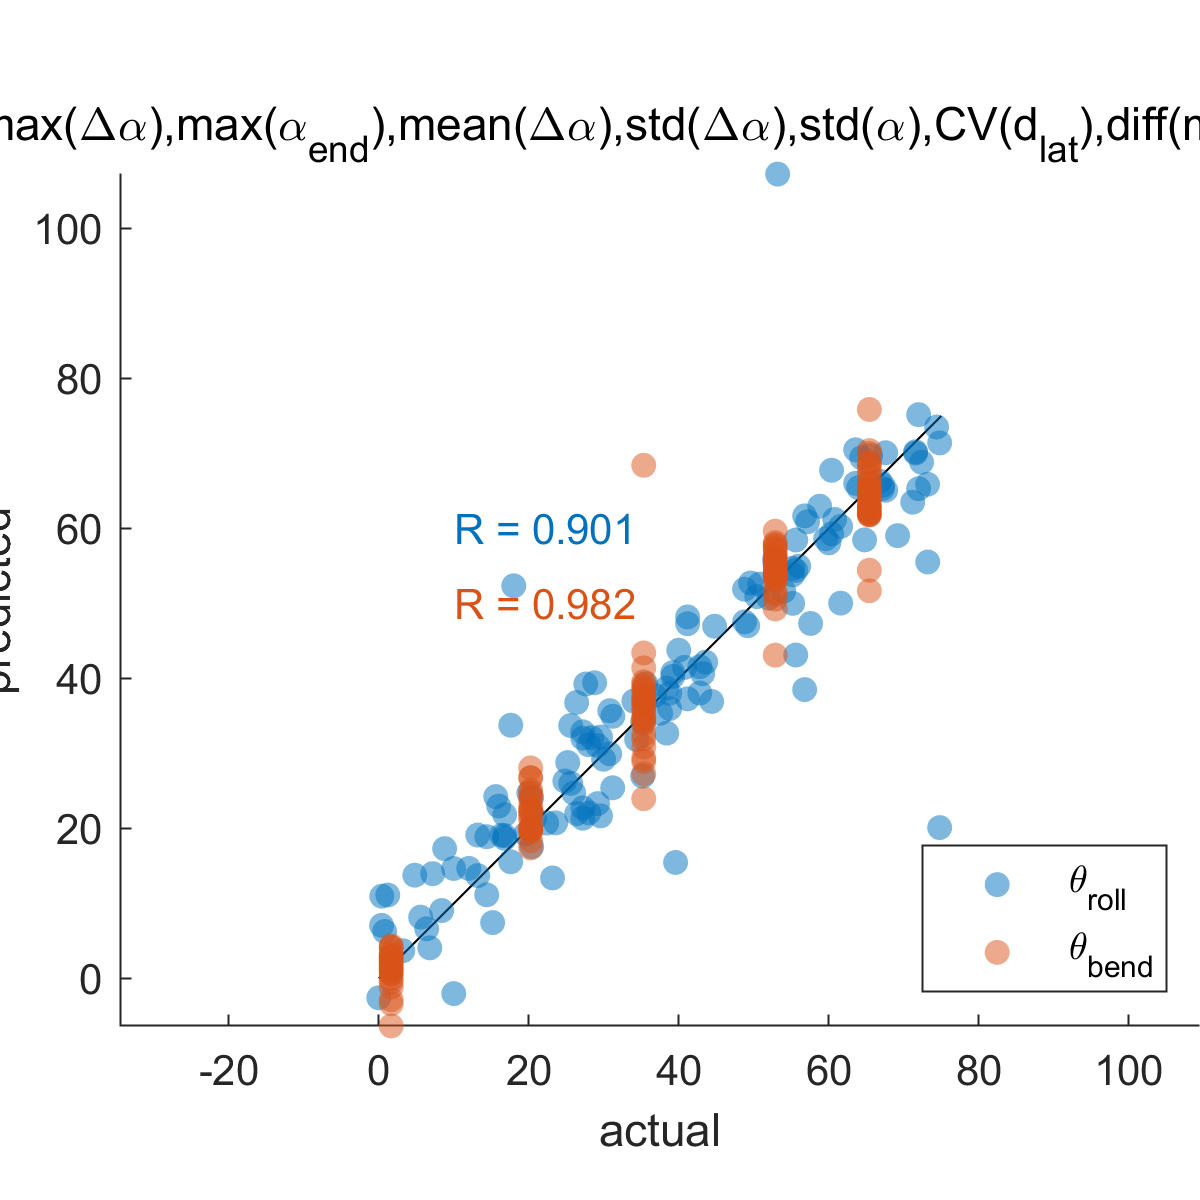 max(Δα),max(α_end),mean(Δα),std(Δα),std(α),CV(d_lat),diff(
predicted
100
80
60
40
20
0
R = 0.901
R = 0.982
θ_roll
θ_bend
-20 0 20 40 60 80 100
actual